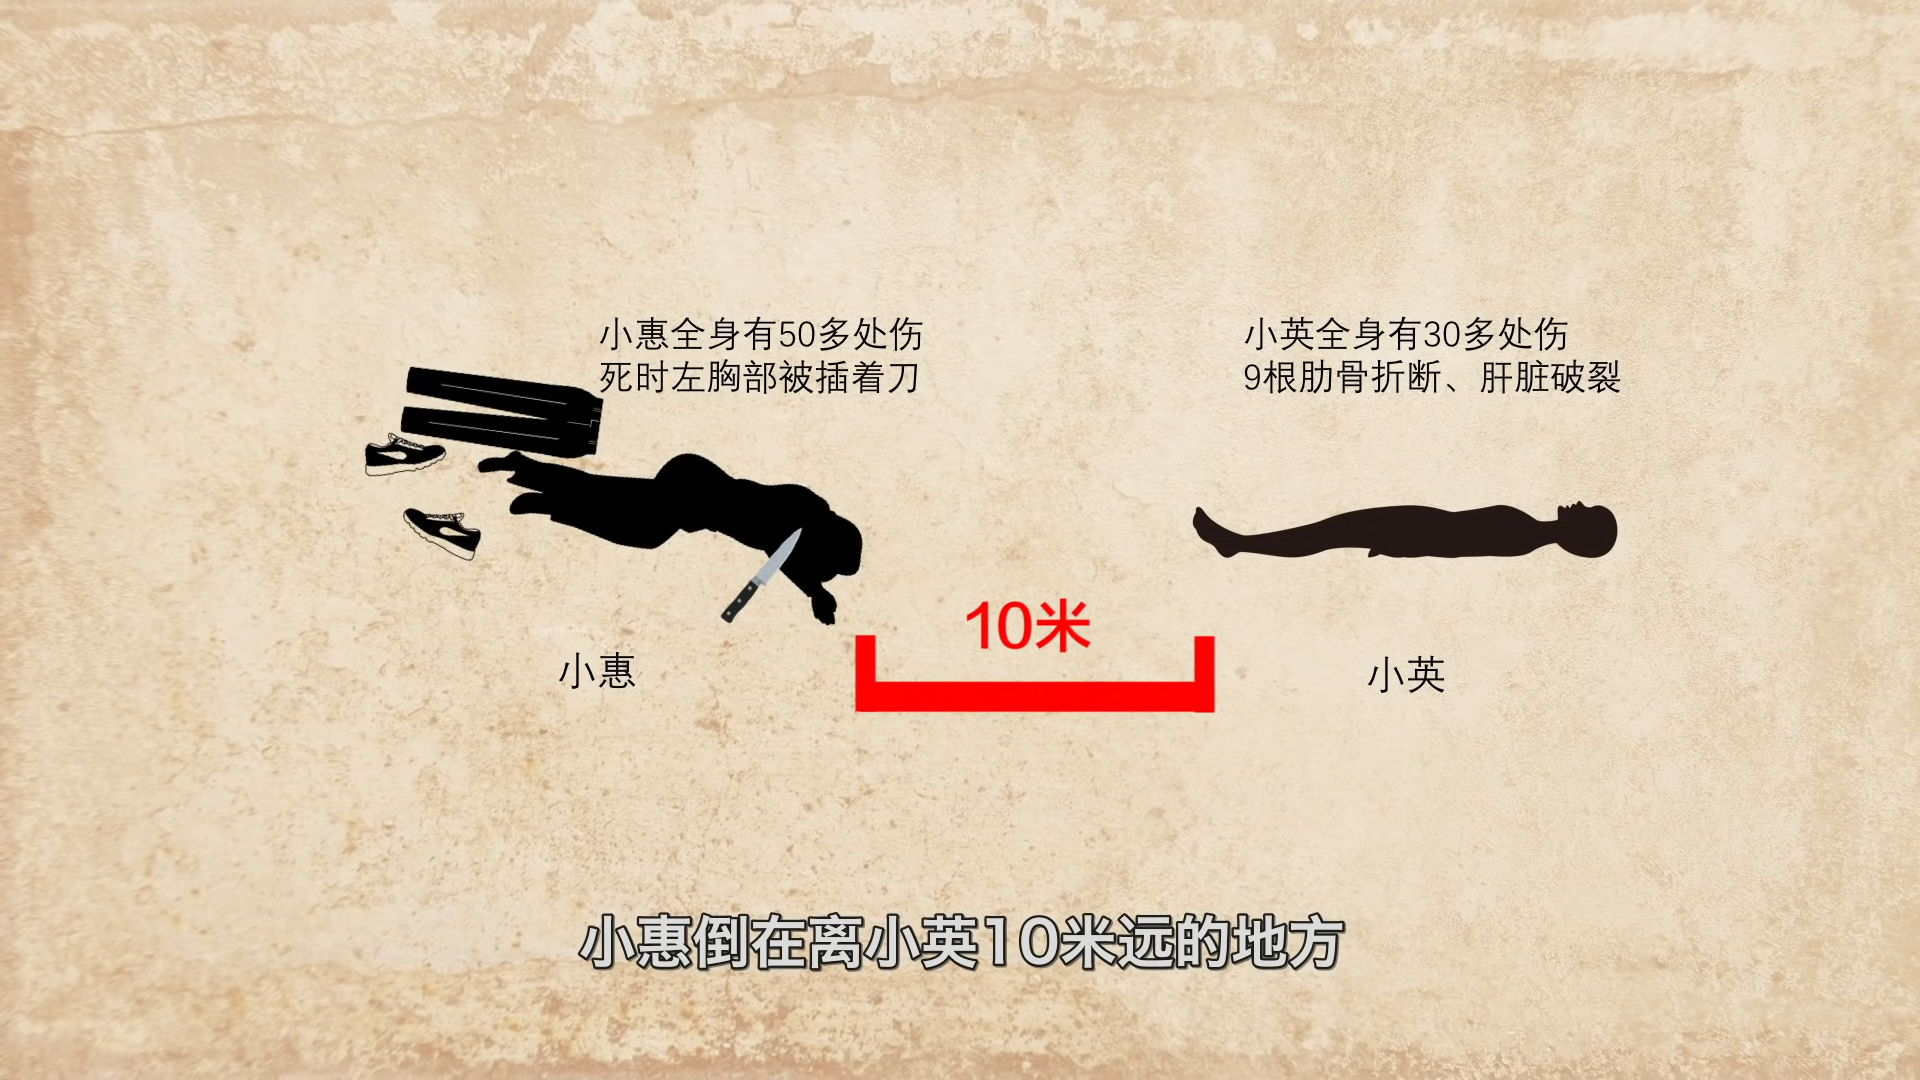 小惠全身有50多处伤
死时左胸部被插着刀
小英全身有30多处伤
9根肋骨折断、肝脏破裂
10米
小惠
小英
小惠倒在离小英10米远的地方